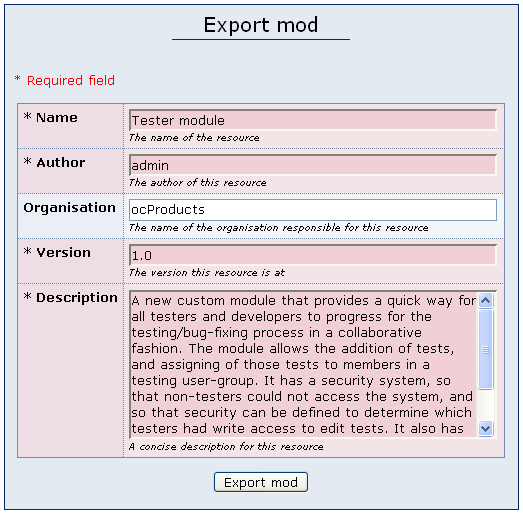 Export mod
* Required field
* Name
Tester module
The name of the resource
* Author
admin
The author of this resource
Organisation
ocProducts
The name of the organisation responsible for this resource
* Version
1.0
The version this resource is at
* Description
A new custom module that provides a quick way for
all testers and developers to progress for the
testing/bug-fixing process in a collaborative
fashion. The module allows the addition of tests,
and assigning of those tests to members in a
testing user-group. It has a security system, so
that non-testers could not access the system, and
so that security can be defined to determine which
testers had write access to edit tests. It also has
A concise description for this resource
Export mod